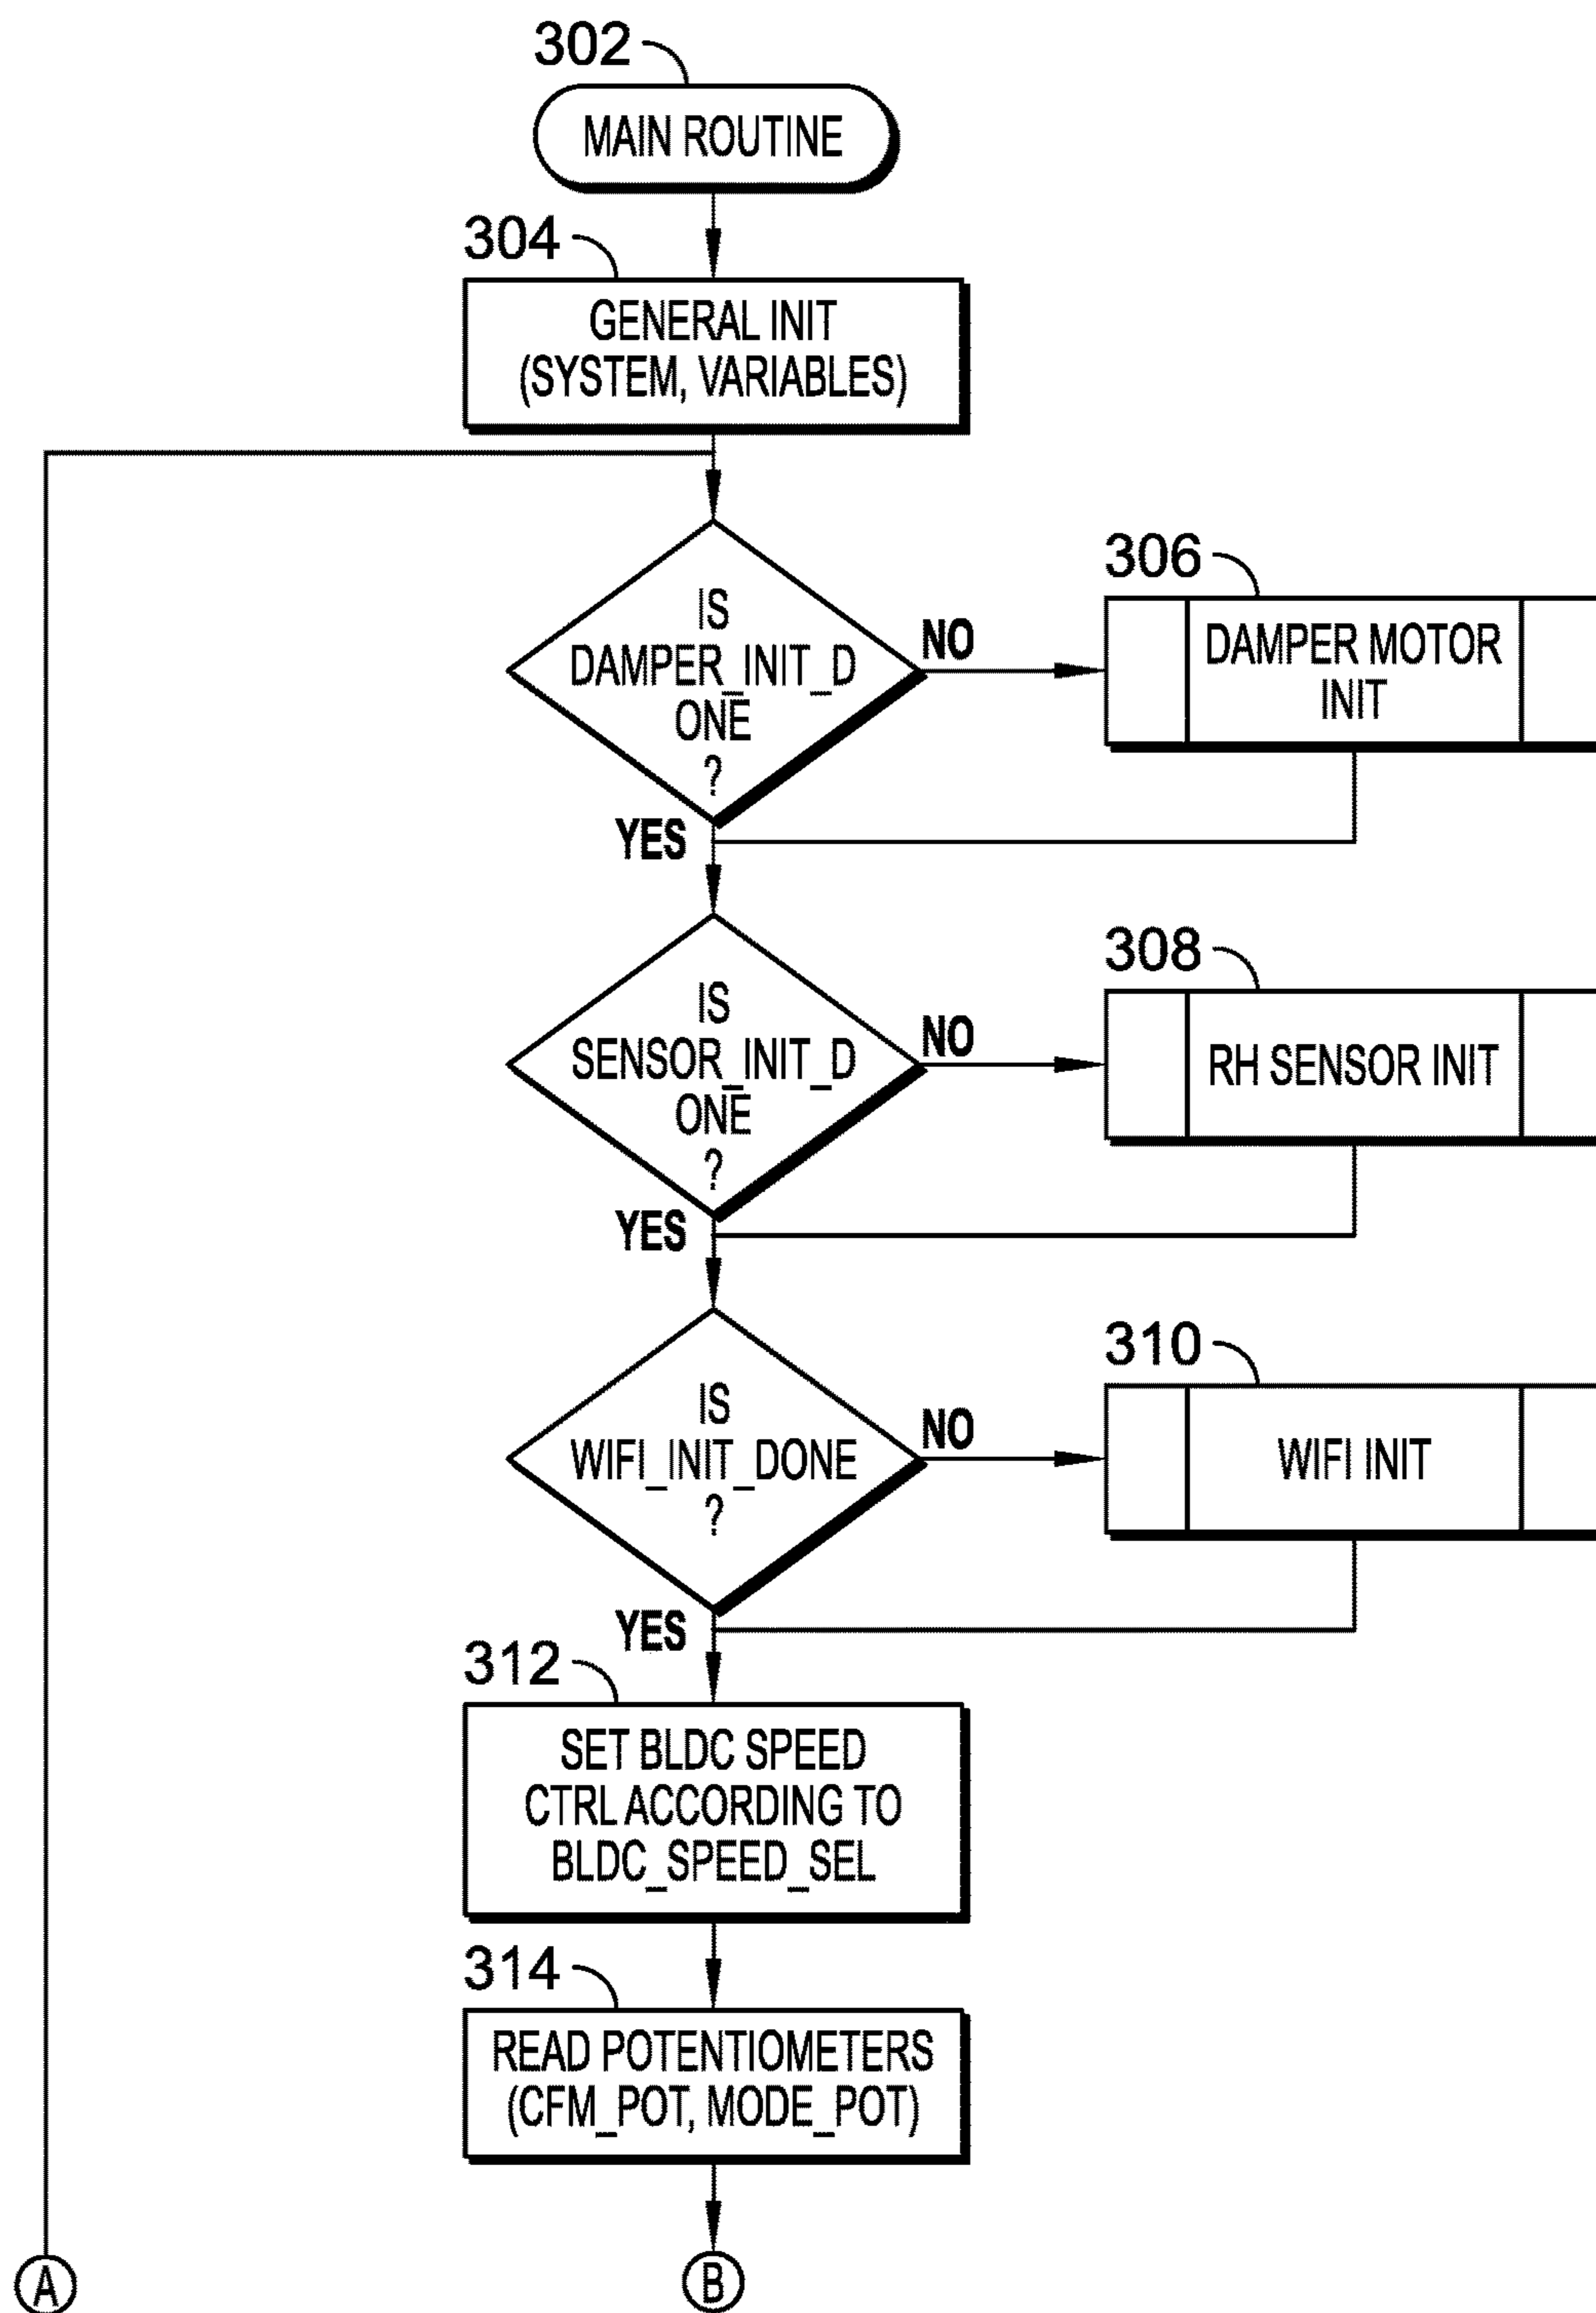 302
MAIN ROUTINE
304
GENERAL INIT
(SYSTEM, VARIABLES)
IS
DAMPER_INIT_D
ONE
?
NO
YES
306
DAMPER MOTOR
INIT
IS
SENSOR_INIT_D
ONE
?
NO
YES
308
RH SENSOR INIT
IS
WIFI_INIT_DONE
?
NO
YES
310
WIFI INIT
312
SET BLDC SPEED
CTRL ACCORDING TO
BLDC_SPEED_SEL
314
READ POTENTIOMETERS
(CFM_POT, MODE_POT)
A
B